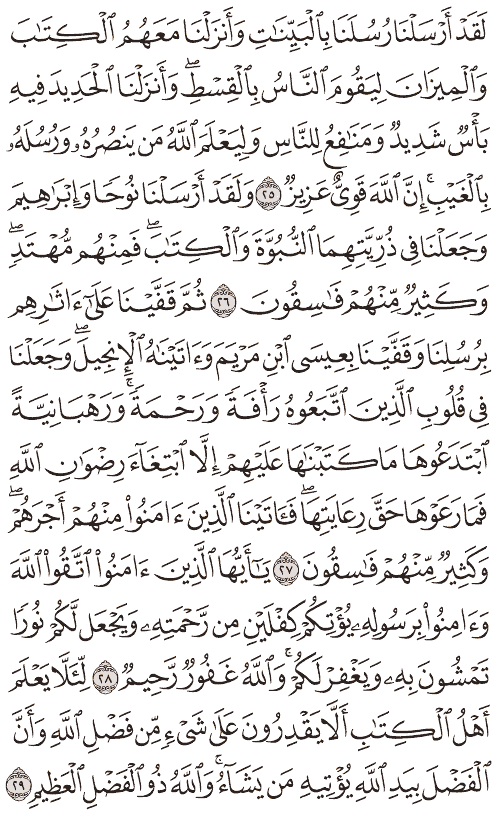 لَقَدْ أَرْسَلْنَا رُسُلَنَا بِٱلْبَيِّنَٰتِ وَأَنزَلْنَا مَعَهُمُ ٱلْكِتَٰبَ
وَٱلْمِيزَانَ لِيَقُومَ ٱلنَّاسُ بِٱلْقِسْطِۖ وَأَنزَلْنَا ٱلْحَدِيدَ فِيهِ
بَأْسٌ شَدِيدٌ وَمَنَٰفِعُ لِلنَّاسِ وَلِيَعْلَمَ ٱللَّهُ مَن يَنصُرُهُۥ وَرُسُلَهُۥ
بِٱلْغَيْبِۚ إِنَّ ٱللَّهَ قَوِىٌّ عَزِيزٌ ٢٥ وَلَقَدْ أَرْسَلْنَا نُوحًا وَإِبْرَٰهِيمَ
وَجَعَلْنَا فِى ذُرِّيَّتِهِمَا ٱلنُّبُوَّةَ وَٱلْكِتَٰبَۖ فَمِنْهُم مُّهْتَدٍۖ
وَكَثِيرٌ مِّنْهُمْ فَٰسِقُونَ ٢٦ ثُمَّ قَفَّيْنَا عَلَىٰٓ ءَاثَٰرِهِم
بِرُسُلِنَا وَقَفَّيْنَا بِعِيسَى ٱبْنِ مَرْيَمَ وَءَاتَيْنَٰهُ ٱلْإِنجِيلَۖ وَجَعَلْنَا
فِى قُلُوبِ ٱلَّذِينَ ٱتَّبَعُوهُ رَأْفَةً وَرَحْمَةًۚ وَرَهْبَانِيَّةً
ٱبْتَدَعُوهَا مَا كَتَبْنَٰهَا عَلَيْهِمْ إِلَّا ٱبْتِغَآءَ رِضْوَٰنِ ٱللَّهِ
فَمَا رَعَوْهَا حَقَّ رِعَايَتِهَاۖ فَـَٔاتَيْنَا ٱلَّذِينَ ءَامَنُوا۟ مِنْهُمْ أَجْرَهُمْۖ
وَكَثِيرٌ مِّنْهُمْ فَٰسِقُونَ ٢٧ يَٰٓأَيُّهَا ٱلَّذِينَ ءَامَنُوا۟ ٱتَّقُوا۟ ٱللَّهَ
وَءَامِنُوا۟ بِرَسُولِهِۦ يُؤْتِكُمْ كِفْلَيْنِ مِن رَّحْمَتِهِۦ وَيَجْعَل لَّكُمْ نُورًا
تَمْشُونَ بِهِۦ وَيَغْفِرْ لَكُمْۚ وَٱللَّهُ غَفُورٌ رَّحِيمٌ ٢٨ لِّئَلَّا يَعْلَمَ
أَهْلُ ٱلْكِتَٰبِ أَلَّا يَقْدِرُونَ عَلَىٰ شَىْءٍ مِّن فَضْلِ ٱللَّهِ وَأَنَّ
ٱلْفَضْلَ بِيَدِ ٱللَّهِ يُؤْتِيهِ مَن يَشَآءُۚ وَٱللَّهُ ذُو ٱلْفَضْلِ ٱلْعَظِيمِ ٢٩